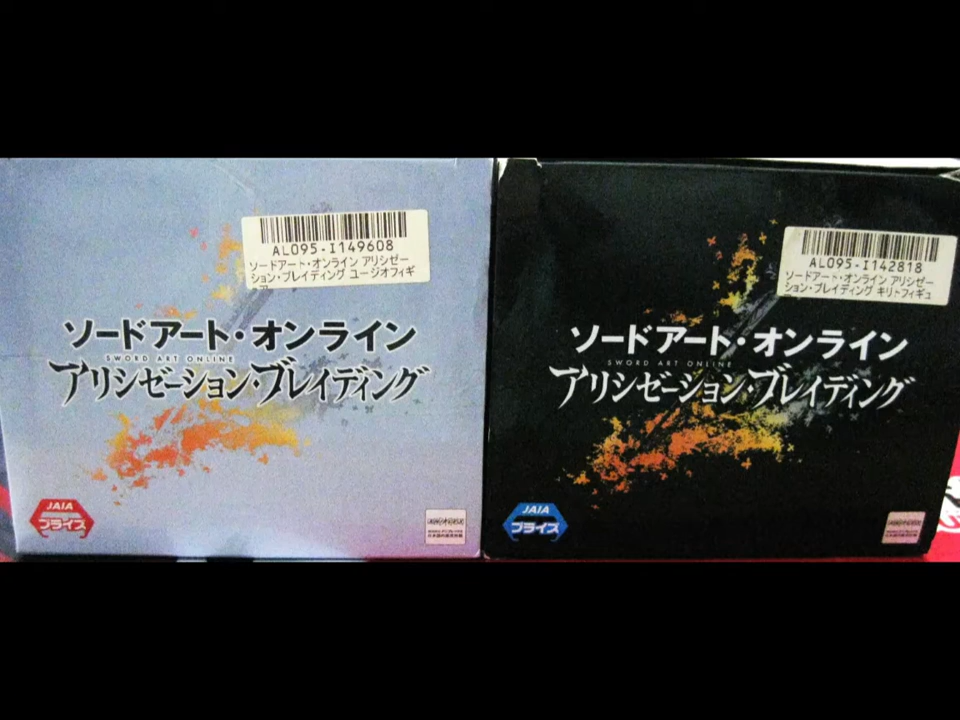 AL095-I149608
ソードアート・オンライン アリシゼー
ション・ブレイディング ユージオフィギ
ソードアート・オンライン
SWORD ART ONLINE
アリシゼーション・ブレイディング
JAIA
プライズ
AL095-I142818
ソードアート・オンライン アリシゼー
ション・ブレイディング キリトフィギュ
ソードアート・オンライン
SWORD ART ONLINE
アリシゼーション・ブレイディング
JAIA
プライズ